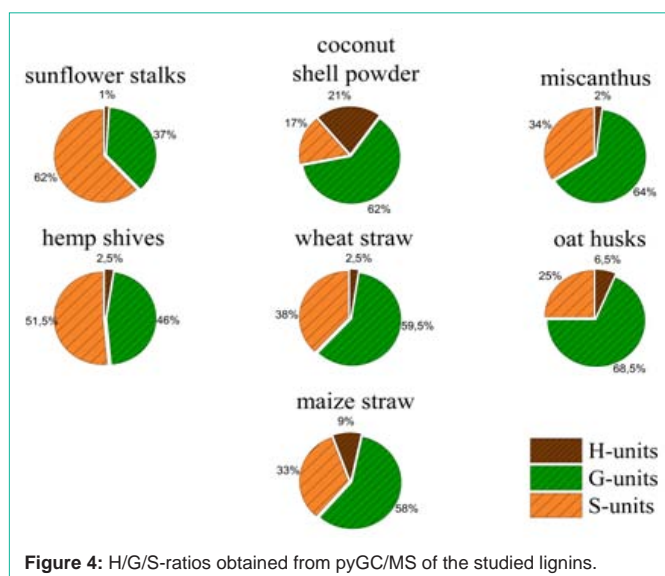 sunflower stalks
1%
37%
62%
coconut
shell powder
21%
17%
62%
miscanthus
2%
34%
64%
hemp shives
2,5%
51,5%
46%
wheat straw
2,5%
38%
59,5%
oat husks
6,5%
25%
68,5%
maize straw
9%
33%
58%
H-units
G-units
S-units
Figure 4: H/G/S-ratios obtained from pyGC/MS of the studied lignins.